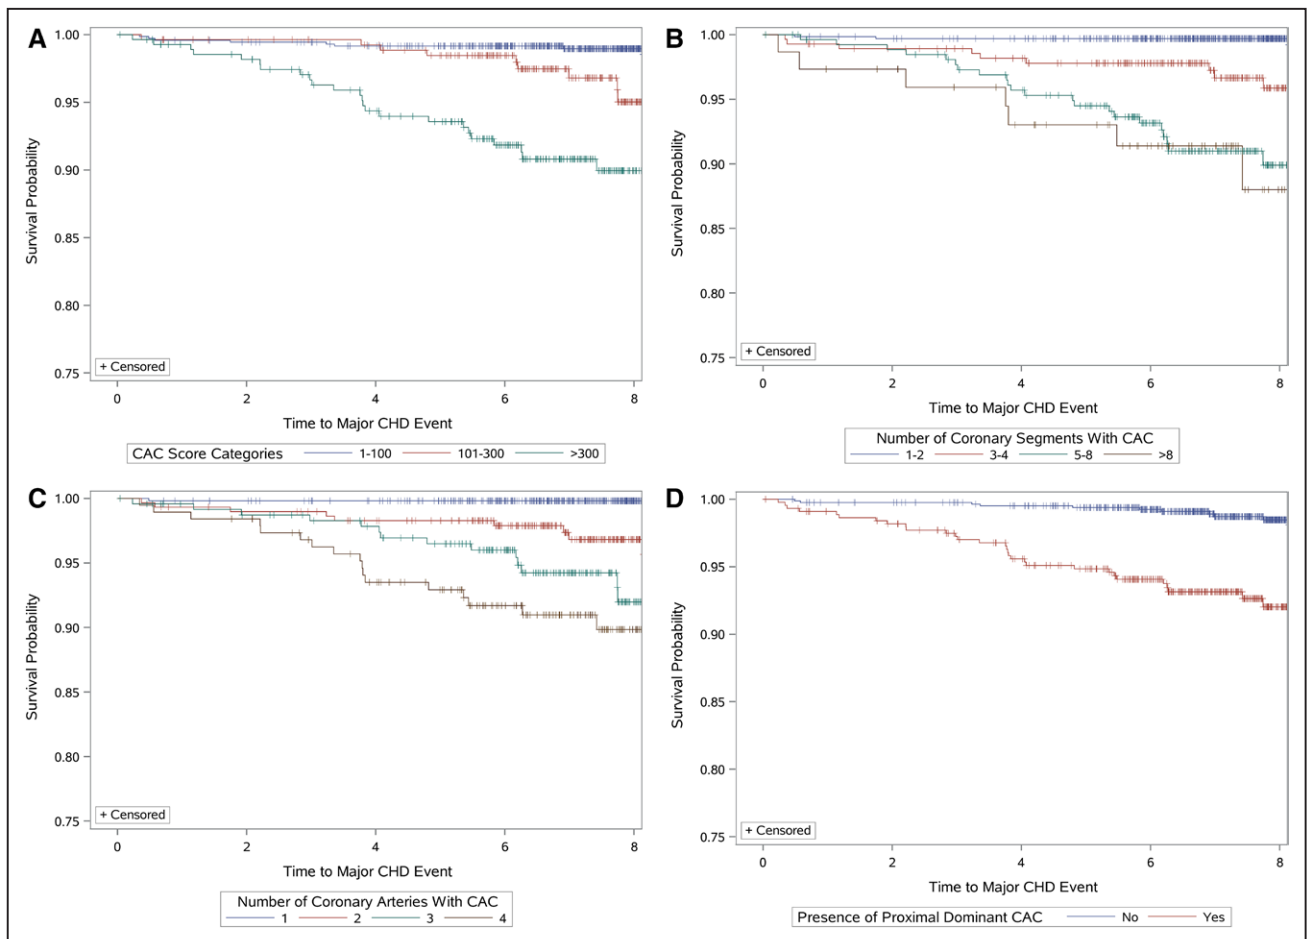 A
1.00
0.95
0.90
0.85
0.80
0.75
Survival Probability
+ Censored
0 2 4 6 8
Time to Major CHD Event
CAC Score Categories 1-100 101-300 >300
B
1.00
0.95
0.90
0.85
0.80
0.75
Survival Probability
+ Censored
0 2 4 6 8
Time to Major CHD Event
Number of Coronary Segments With CAC
1-2 3-4 5-8 >8
C
1.00
0.95
0.90
0.85
0.80
0.75
Survival Probability
+ Censored
0 2 4 6 8
Time to Major CHD Event
Number of Coronary Arteries With CAC
1 2 3 4
D
1.00
0.95
0.90
0.85
0.80
0.75
Survival Probability
+ Censored
0 2 4 6 8
Time to Major CHD Event
Presence of Proximal Dominant CAC No Yes